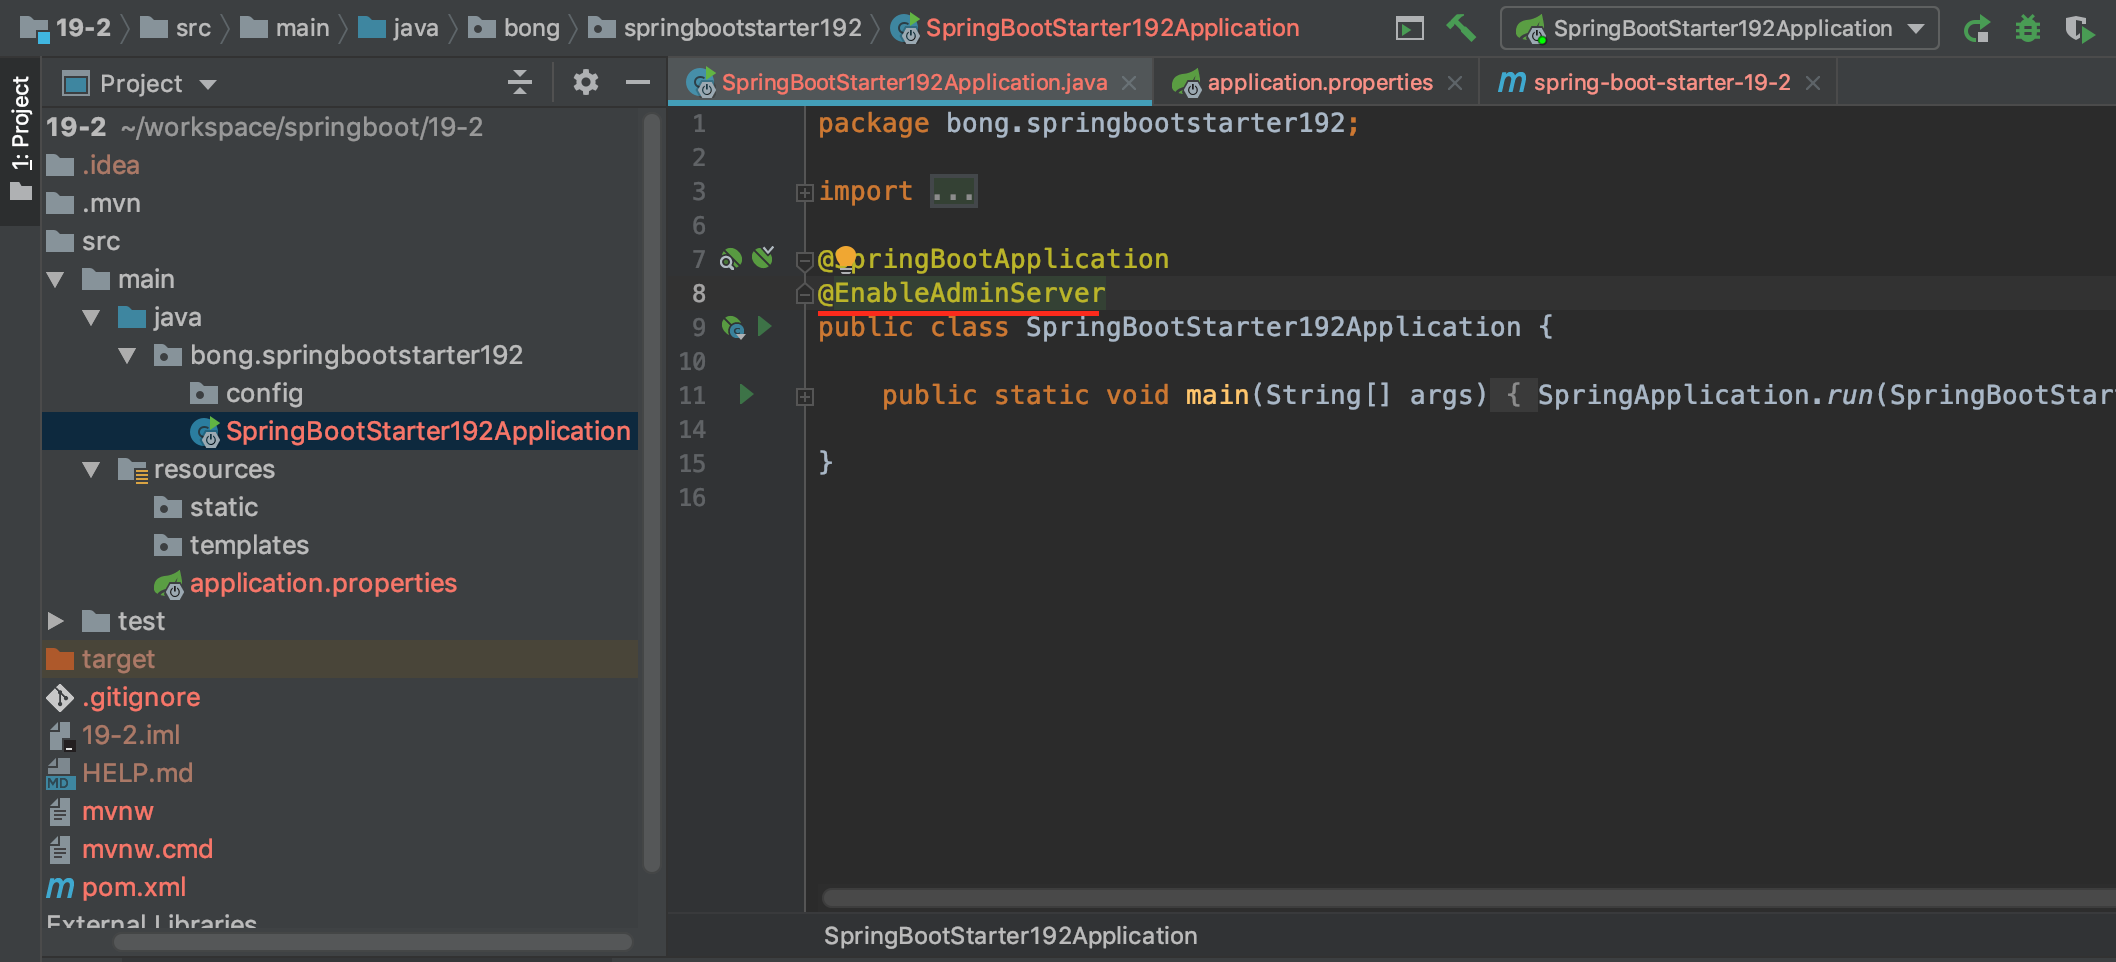 19-2 src main java bong springbootstarter192 SpringBootStarter192Application SpringBootStarter192Application
1: Project
Project
19-2 ~/workspace/springboot/19-2
.idea
.mvn
src
main
java
bong.springbootstarter192
config
SpringBootStarter192Application
resources
static
templates
application.properties
test
target
.gitignore
19-2.iml
HELP.md
mvnw
mvnw.cmd
pom.xml
External Libraries
SpringBootStarter192Application.java application.properties spring-boot-starter-19-2
1 package bong.springbootstarter192;
2
3 import ...
6
7 @SpringBootApplication
8 @EnableAdminServer
9 public class SpringBootStarter192Application {
10
11 public static void main(String[] args) { SpringApplication.run(SpringBootStar
14
15 }
16
SpringBootStarter192Application